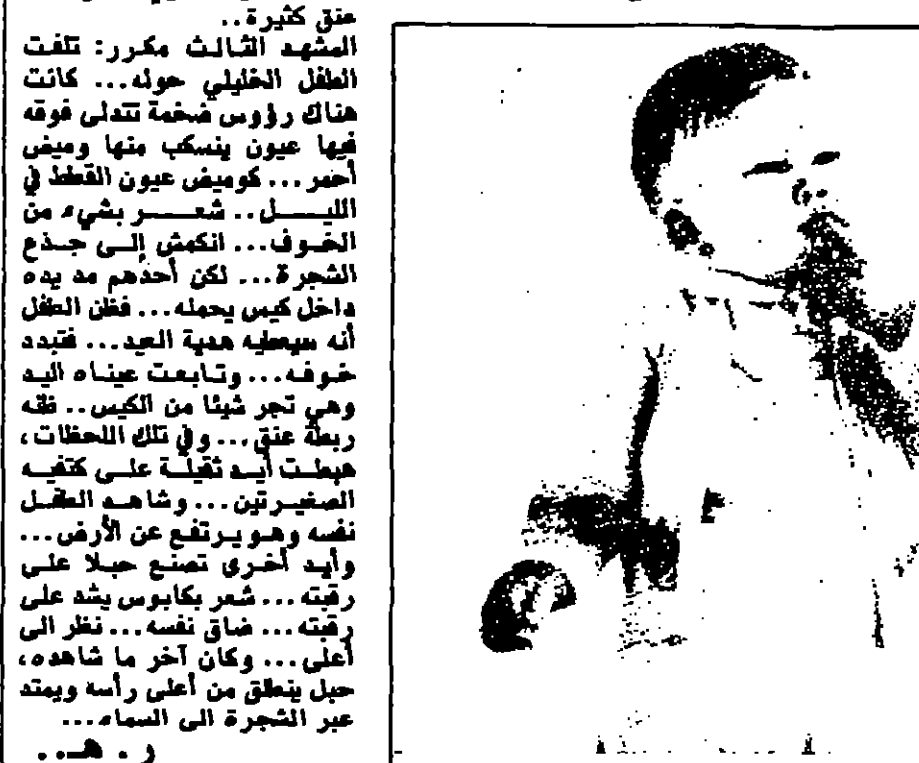 عنق كثيرة..
المشهد الثالث مكرر: تلفت
الطفل الخليلي حوله... كانت
هناك رؤوس ضخمة تتدلى فوقه
فيها عيون ينسكب منها وميض
أحمر... كوميض عيون القطط في
الليل.. شعر بشيء من
الخوف... انكمش إلى جذع
الشجرة... لكن أحدهم مد يده
داخل كيس يحمله... فظن الطفل
أنه سيعطيه هدية العيد... فتبدد
خوفه... وتابعت عيناه اليد
وهي تجر شيئا من الكيس.. ظنه
ربطة عنق... وفي تلك اللحظات،
هبطت أيد ثقيلة على كتفيه
الصغيرتين... وشاهد الطفل
نفسه وهو يرتفع عن الأرض...
وأيد أخرى تصنع حبلا على
رقبته... شعر بكابوس يشد على
رقبته... ضاق نفسه... نظر الى
أعلى... وكان آخر ما شاهده،
حبل ينطلق من أعلى رأسه ويمتد
عبر الشجرة الى السماء...
ر . هـ..